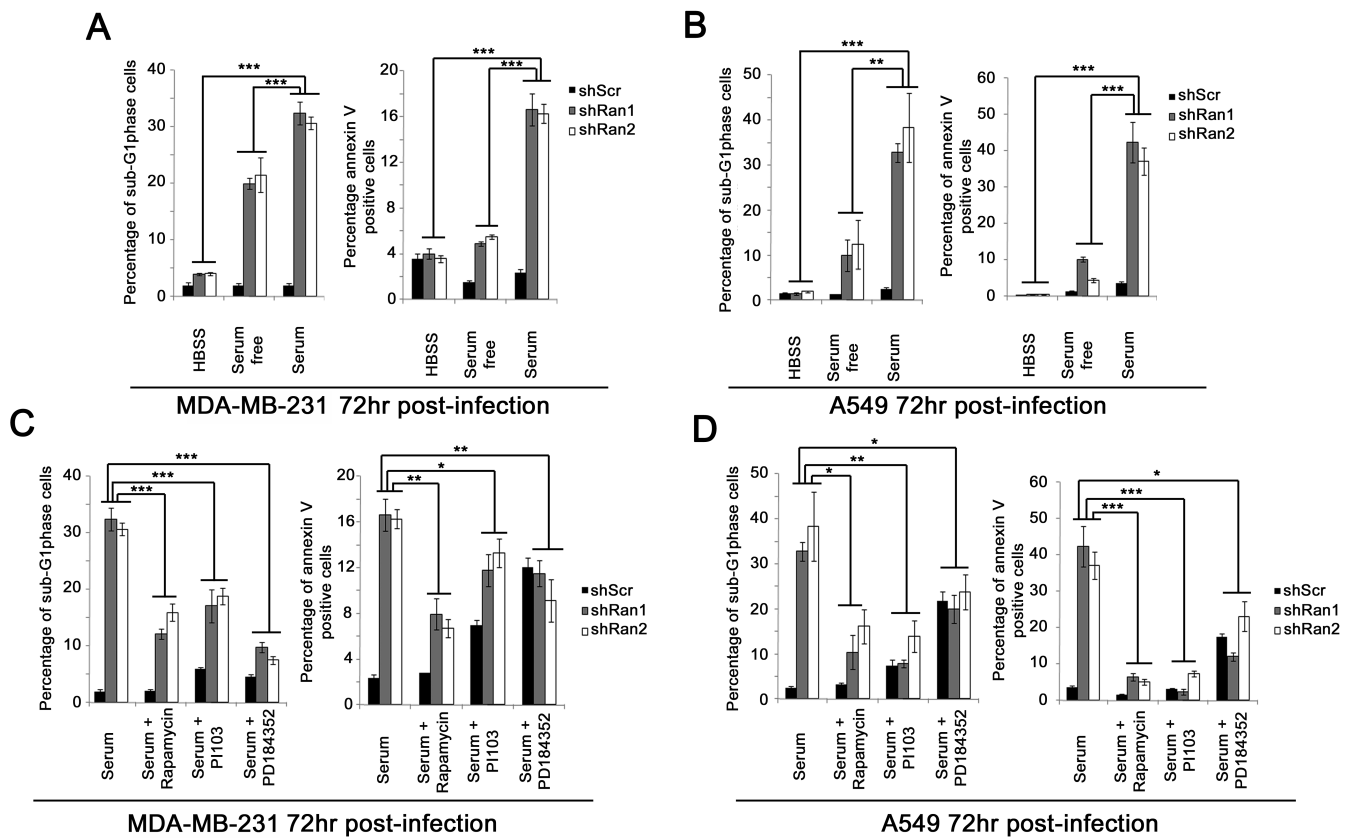 A
Percentage of sub-G1phase cells
40
30
20
10
0
***
***
HBSS
Serum
free
Serum
Percentage annexin V
positive cells
20
16
12
8
4
0
***
***
HBSS
Serum
free
Serum
shScr
shRan1
shRan2
MDA-MB-231 72hr post-infection
B
Percentage of sub-G1phase cells
50
40
30
20
10
0
***
**
HBSS
Serum
free
Serum
Percentage of annexin V
positive cells
60
50
40
30
20
10
0
***
***
HBSS
Serum
free
Serum
shScr
shRan1
shRan2
A549 72hr post-infection
C
Percentage of sub-G1phase cells
40
30
20
10
0
***
***
***
Serum
Serum +
Rapamycin
Serum +
PI103
Serum +
PD184352
Percentage of annexin V
positive cells
20
16
12
8
4
0
**
*
**
Serum
Serum +
Rapamycin
Serum +
PI103
Serum +
PD184352
shScr
shRan1
shRan2
MDA-MB-231 72hr post-infection
D
Percentage of sub-G1phase cells
50
40
30
20
10
0
*
**
*
Serum
Serum +
Rapamycin
Serum +
PI103
Serum +
PD184352
Percentage of annexin V
positive cells
60
50
40
30
20
10
0
*
***
***
Serum
Serum +
Rapamycin
Serum +
PI103
Serum +
PD184352
shScr
shRan1
shRan2
A549 72hr post-infection